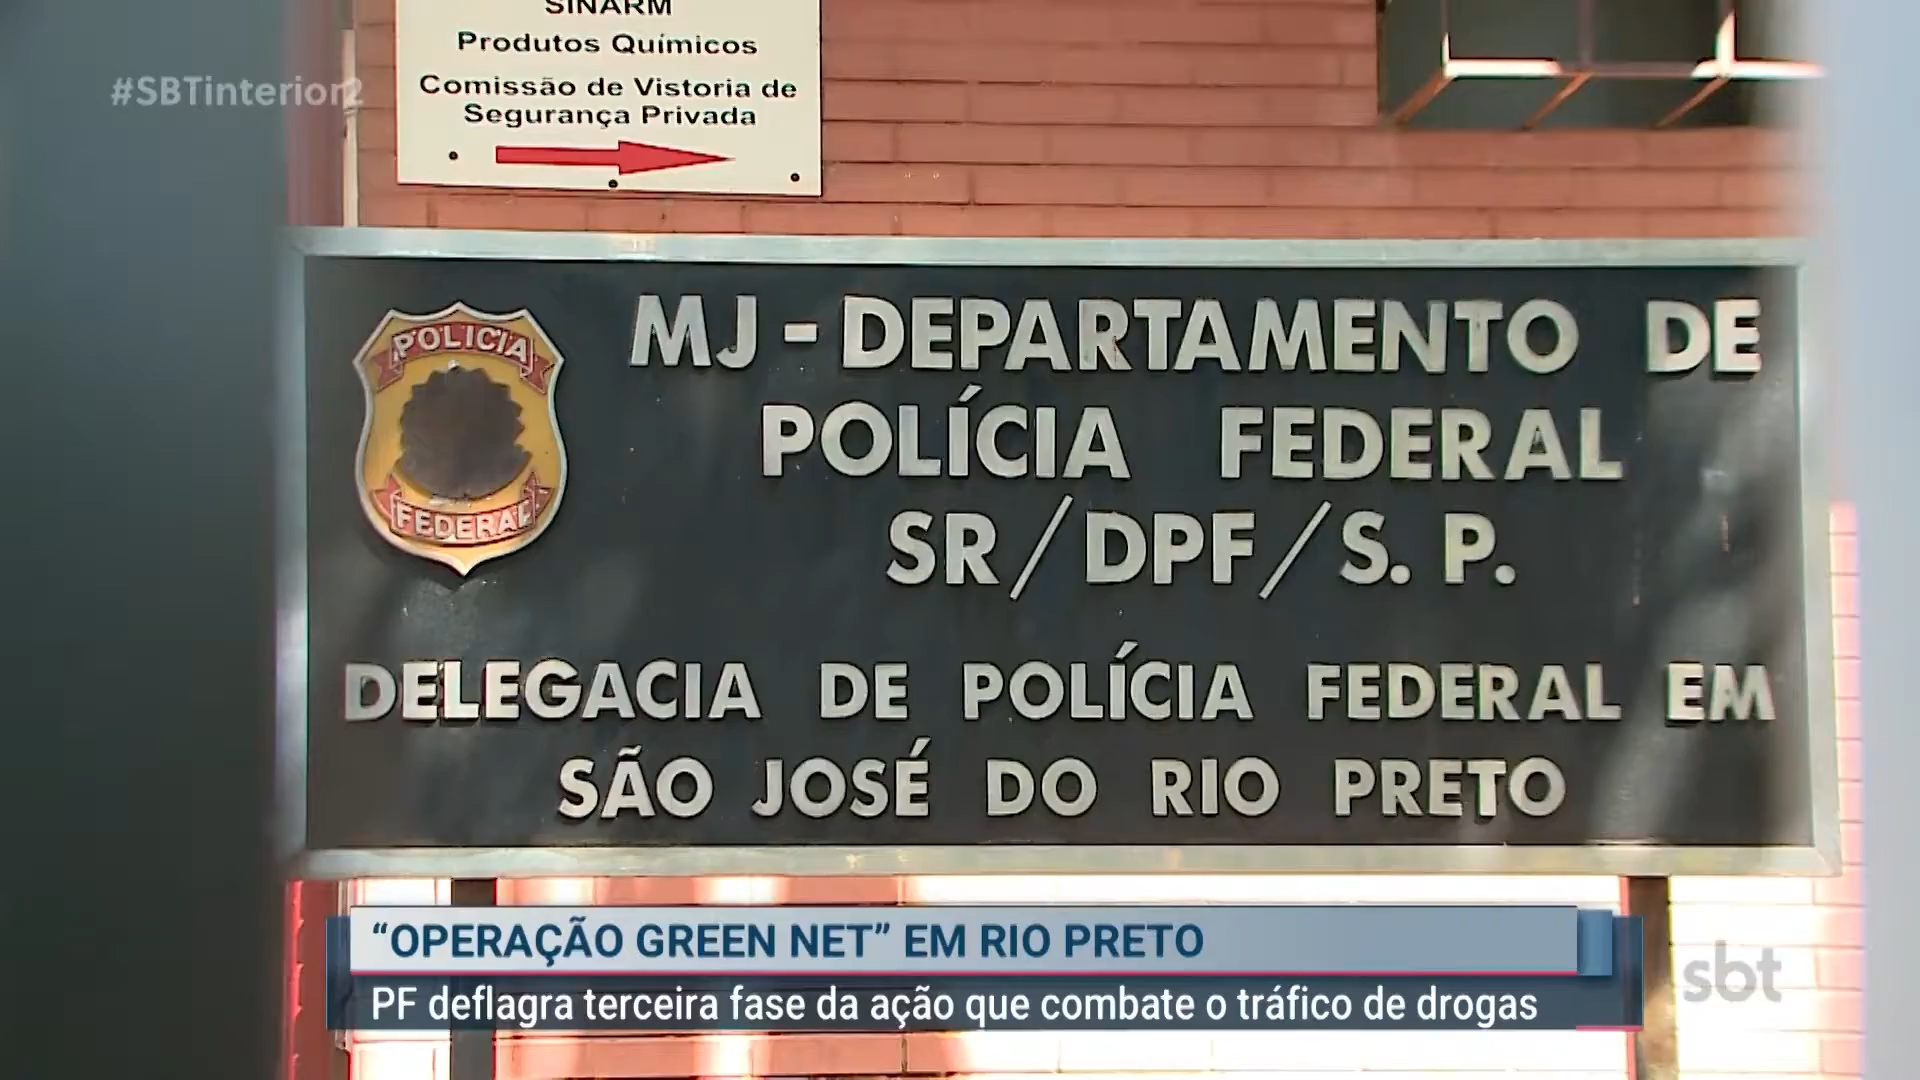 SINARM
Produtos Químicos
Comissão de Vistoria de
Segurança Privada
#SBTinterior2
POLICIA
FEDERAL
MJ - DEPARTAMENTO DE
POLÍCIA FEDERAL
SR/DPF/S. P.
DELEGACIA DE POLÍCIA FEDERAL EM
SÃO JOSÉ DO RIO PRETO
“OPERAÇÃO GREEN NET” EM RIO PRETO
PF deflagra terceira fase da ação que combate o tráfico de drogas
sbt